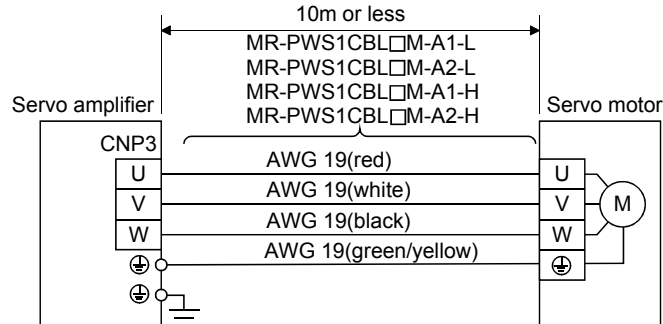 10m or less
MR-PWS1CBL□M-A1-L
MR-PWS1CBL□M-A2-L
MR-PWS1CBL□M-A1-H
MR-PWS1CBL□M-A2-H
Servo amplifier
Servo motor
CNP3
U AWG 19(red) U
V AWG 19(white) V M
W AWG 19(black) W
AWG 19(green/yellow)